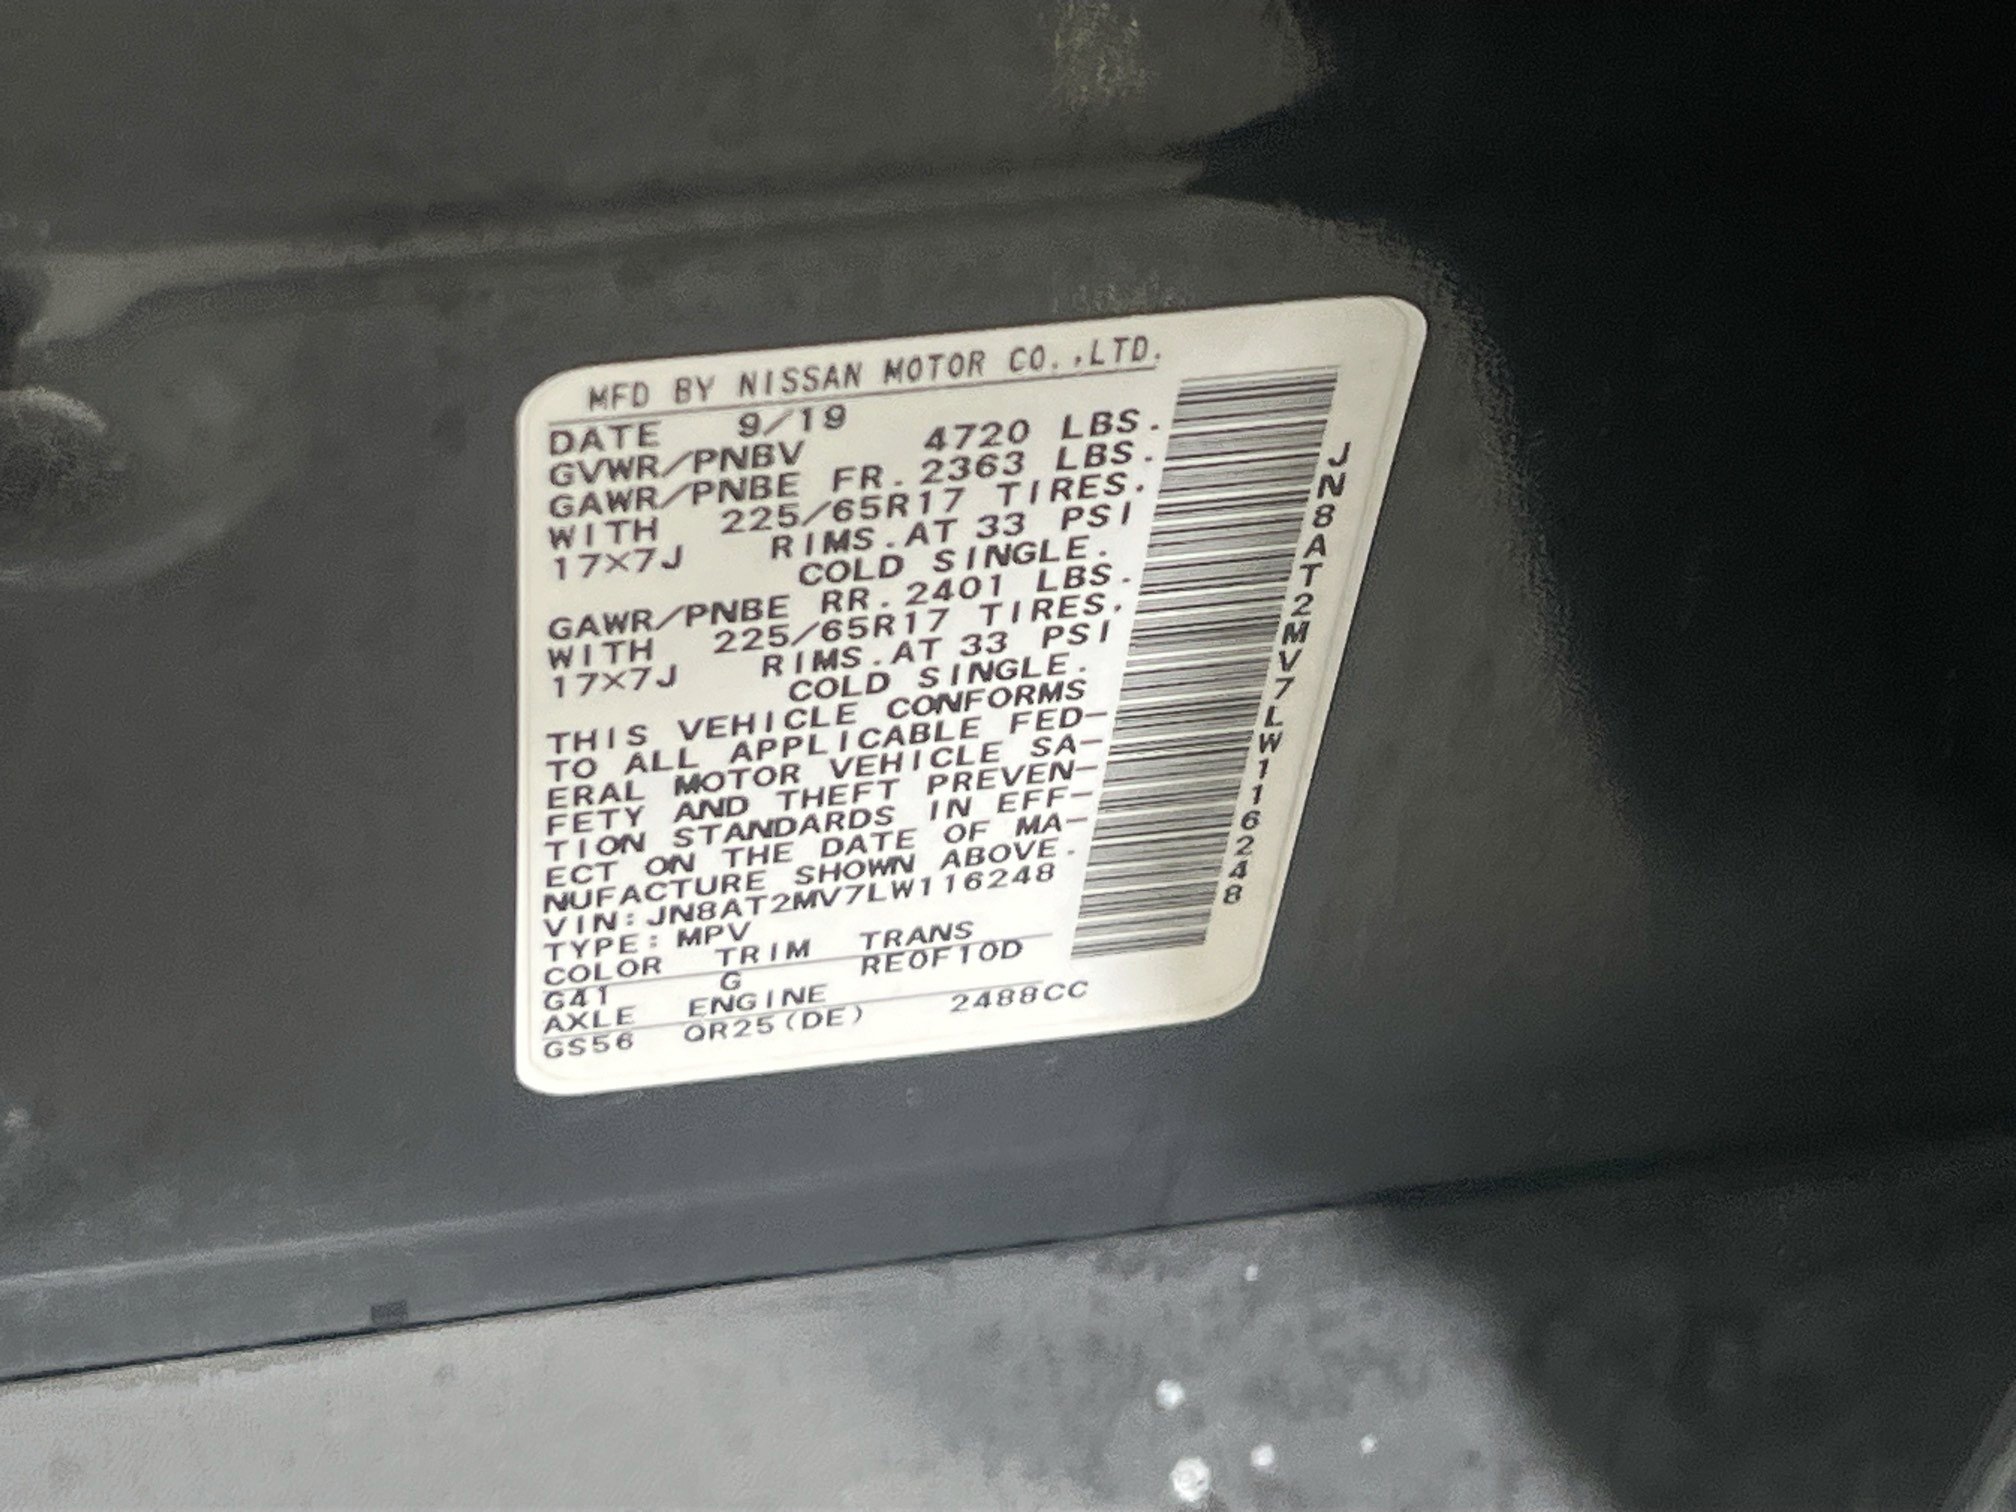 MFD BY NISSAN MOTOR CO.,LTD.
DATE 9/19
GVWR/PNBV 4720 LBS.
GAWR/PNBE FR. 2363 LBS.
WITH 225/65R17 TIRES.
17×7J RIMS.AT 33 PSI
COLD SINGLE.
GAWR/PNBE RR. 2401 LBS.
WITH 225/65R17 TIRES.
17×7J RIMS.AT 33 PSI
COLD SINGLE.
THIS VEHICLE CONFORMS
TO ALL APPLICABLE FED-
ERAL MOTOR VEHICLE SA-
FETY AND THEFT PREVEN-
TION STANDARDS IN EFF-
ECT ON THE DATE OF MA-
NUFACTURE SHOWN ABOVE.
VIN:JN8AT2MV7LW116248
TYPE:MPV
COLOR TRIM TRANS
G41 G RE0F10D
AXLE ENGINE
GS56 QR25(DE) 2488CC
JN8AT2MV7LW116248